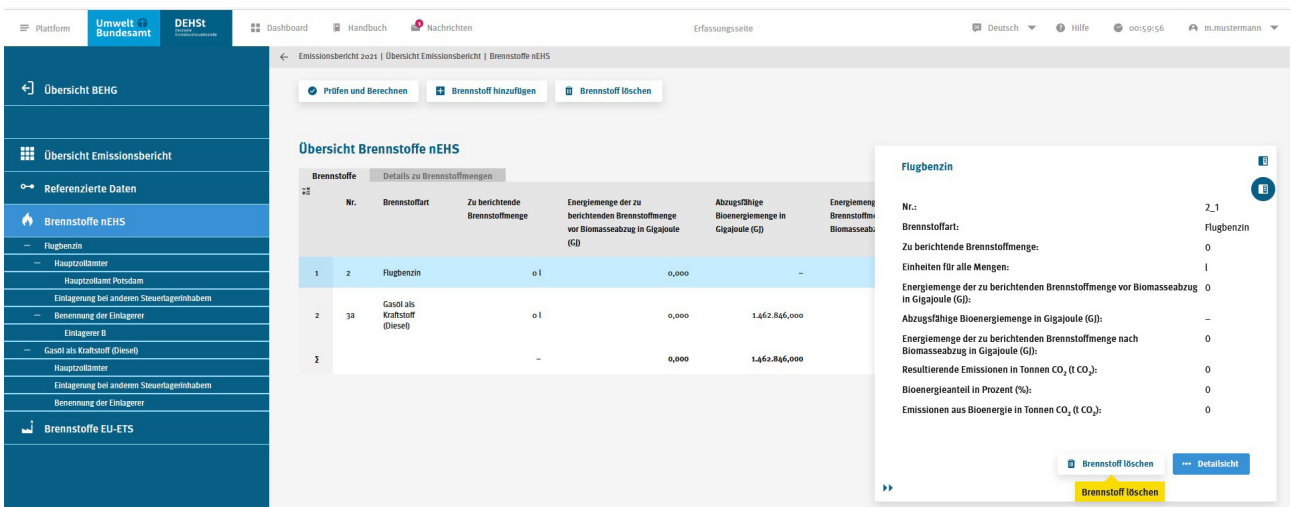 Plattform
Umwelt
Bundesamt
DEHSt
Deutsche
Emissionshandelsstelle
Dashboard
Handbuch
1
Nachrichten
Erfassungsseite
Deutsch
Hilfe
00:59:56
m.mustermann
Emissionsbericht 2021 | Übersicht Emissionsbericht | Brennstoffe nEHS
Übersicht BEHG
Übersicht Emissionsbericht
Referenzierte Daten
Brennstoffe nEHS
Flugbenzin
Hauptzollämter
Hauptzollamt Potsdam
Einlagerung bei anderen Steuerlagerinhabern
Benennung der Einlagerer
Einlagerer B
Gasöl als Kraftstoff (Diesel)
Hauptzollämter
Einlagerung bei anderen Steuerlagerinhabern
Benennung der Einlagerer
Brennstoffe EU-ETS
Prüfen und Berechnen
Brennstoff hinzufügen
Brennstoff löschen
Übersicht Brennstoffe nEHS
Brennstoffe
Details zu Brennstoffmengen
Nr.
Brennstoffart
Zu berichtende
Brennstoffmenge
Energiemenge der zu
berichtenden Brennstoffmenge
vor Biomasseabzug in Gigajoule
(GJ)
Abzugsfähige
Bioenergiemenge in
Gigajoule (GJ)
Energiemeng
Brennstoffm
Biomasseab
1 2 Flugbenzin 0 l 0,000 –
2 3a Gasöl als
Kraftstoff
(Diesel)
0 l 0,000 1.462.846,000
Σ – 0,000 1.462.846,000
Flugbenzin
Nr.: 2_1
Brennstoffart: Flugbenzin
Zu berichtende Brennstoffmenge: 0
Einheiten für alle Mengen: l
Energiemenge der zu berichtenden Brennstoffmenge vor Biomasseabzug 0
in Gigajoule (GJ):
Abzugsfähige Bioenergiemenge in Gigajoule (GJ): –
Energiemenge der zu berichtenden Brennstoffmenge nach 0
Biomasseabzug in Gigajoule (GJ):
Resultierende Emissionen in Tonnen CO₂ (t CO₂): 0
Bioenergieanteil in Prozent (%): 0
Emissionen aus Bioenergie in Tonnen CO₂ (t CO₂): 0
Brennstoff löschen
Detailsicht
Brennstoff löschen